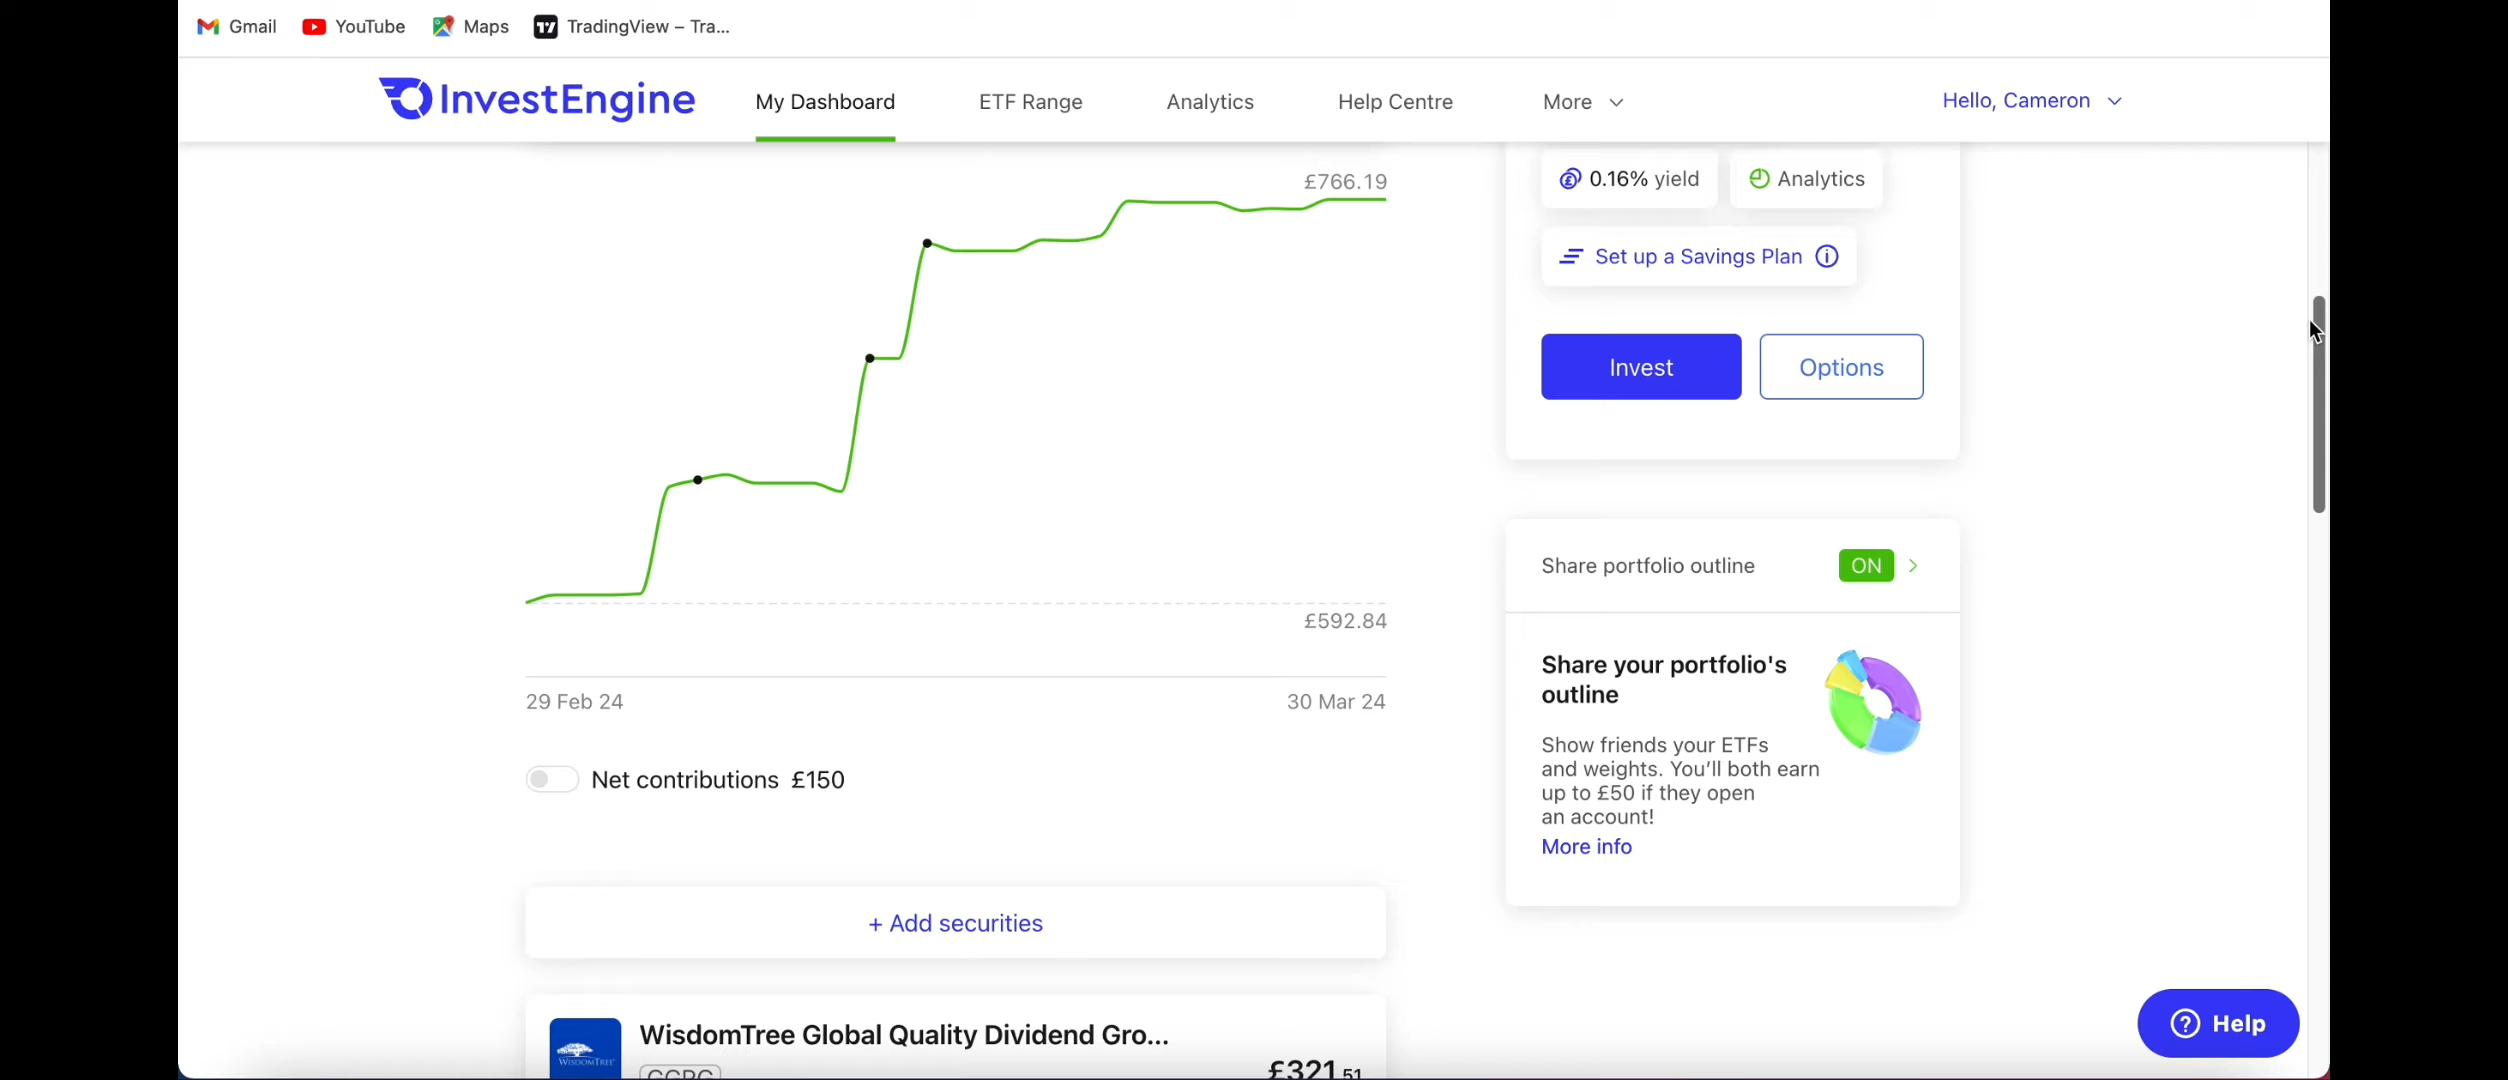 Gmail YouTube Maps TradingView – Tra...
InvestEngine My Dashboard ETF Range Analytics Help Centre More Hello, Cameron
£766.19
£592.84
29 Feb 24 30 Mar 24
Net contributions £150
+ Add securities
WISDOMTREE
WisdomTree Global Quality Dividend Gro...
£321.51
0.16% yield Analytics
Set up a Savings Plan
Invest Options
Share portfolio outline ON
Share your portfolio's
outline
Show friends your ETFs
and weights. You'll both earn
up to £50 if they open
an account!
More info
Help